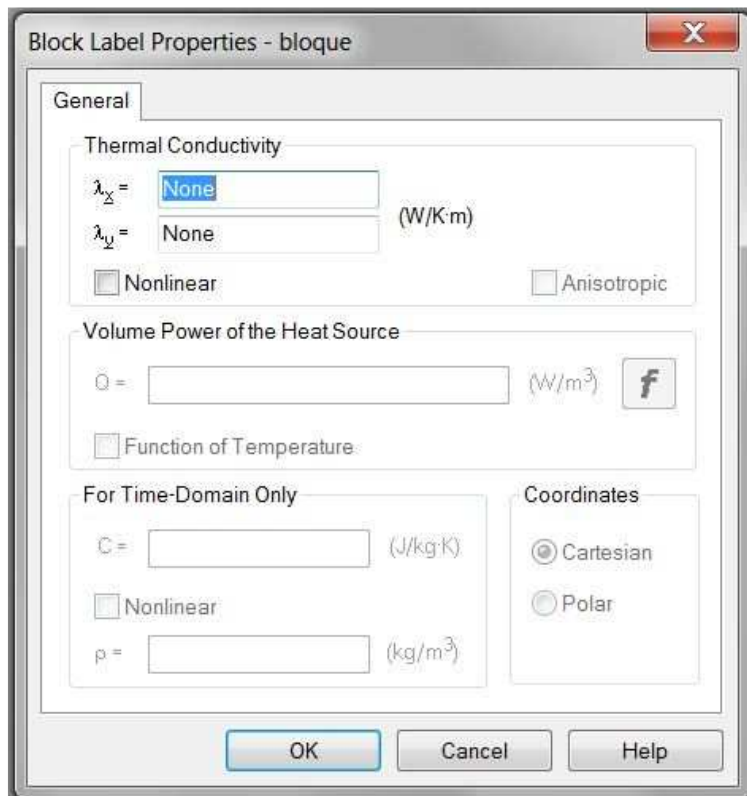 Block Label Properties - bloque
General
Thermal Conductivity
λx = None
(W/K·m)
λy = None
Nonlinear
Anisotropic
Volume Power of the Heat Source
Q =
(W/m³)
f
Function of Temperature
For Time-Domain Only
C =
(J/kg·K)
Nonlinear
ρ =
(kg/m³)
Coordinates
Cartesian
Polar
OK
Cancel
Help